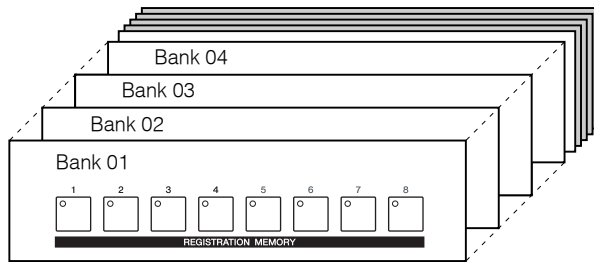 Bank 04
Bank 03
Bank 02
Bank 01
1 2 3 4 5 6 7 8
REGISTRATION MEMORY